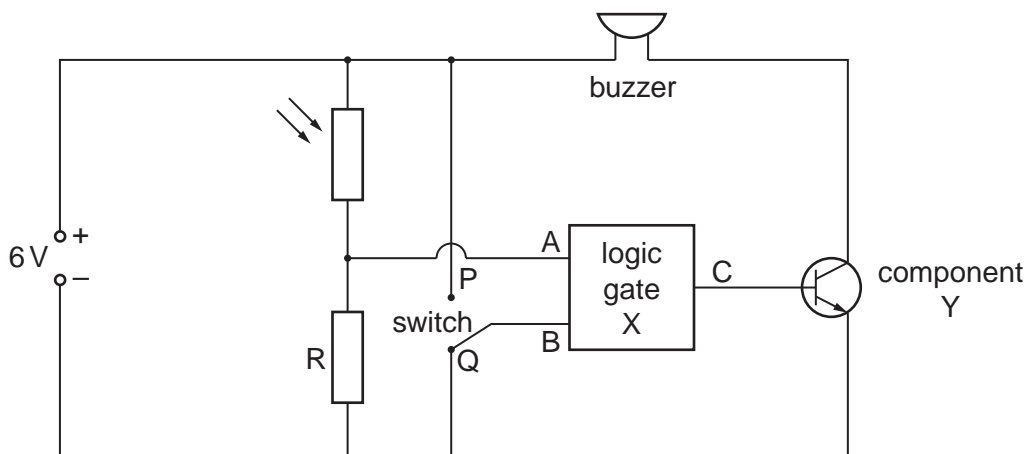 buzzer
+
6 V
–
A
P
switch
B
Q
R
logic
gate
X
C
component
Y